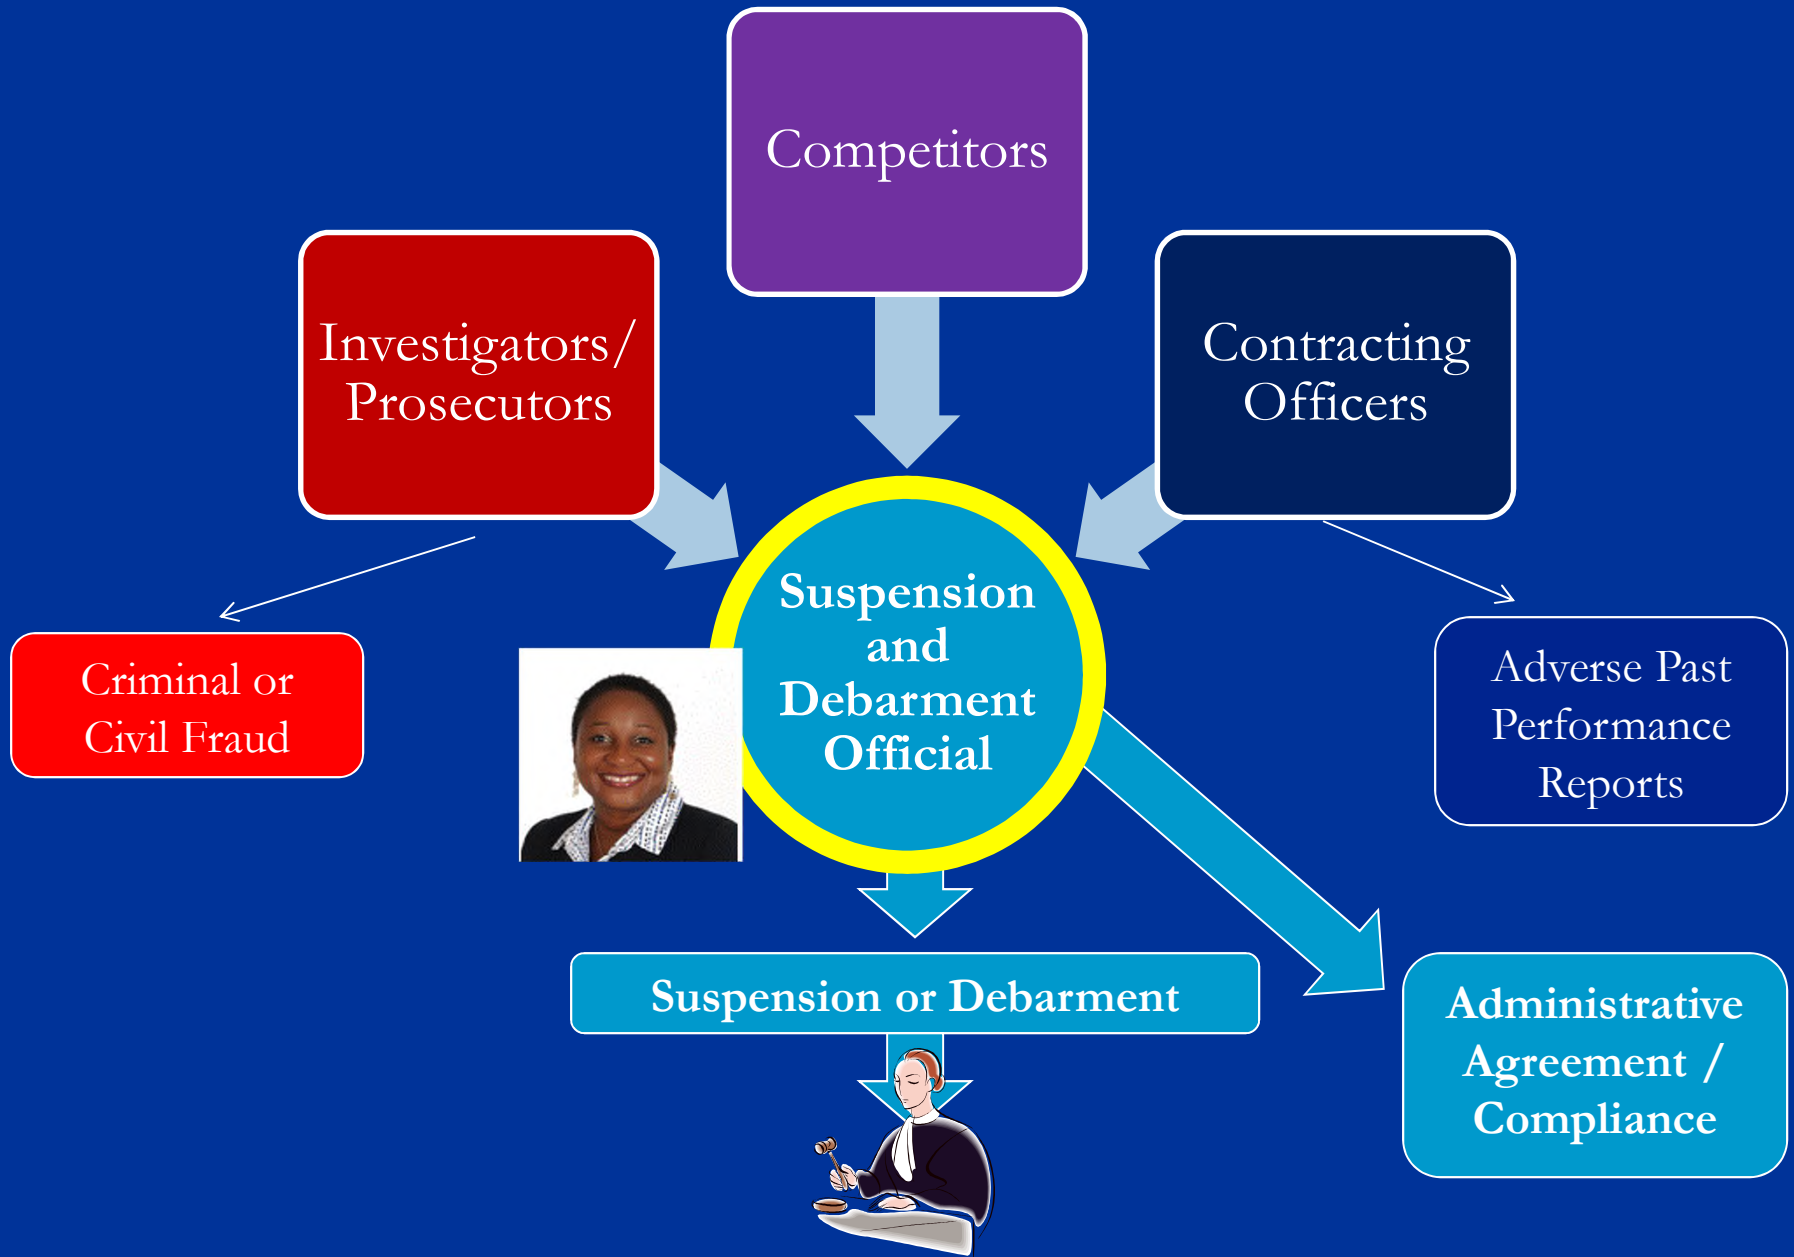 Competitors
Investigators/
Prosecutors
Contracting
Officers
Suspension
and
Debarment
Official
Criminal or
Civil Fraud
Adverse Past
Performance
Reports
Suspension or Debarment
Administrative
Agreement /
Compliance